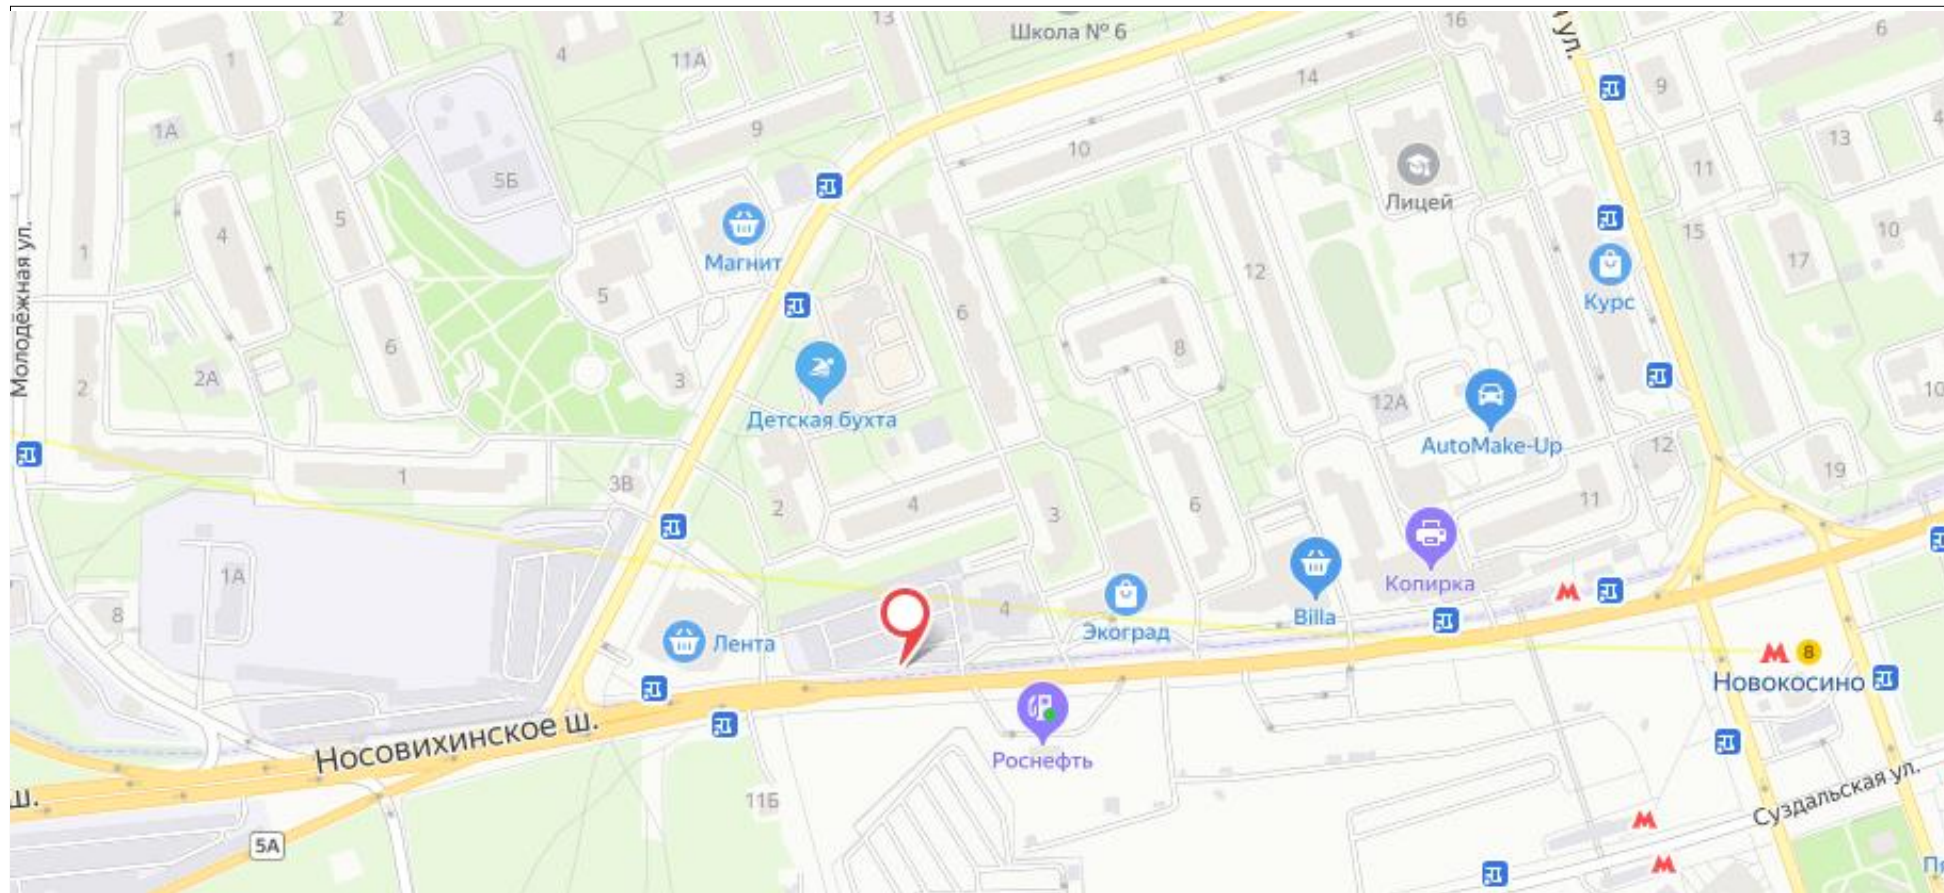 2
4
13
Школа № 6
16
ул.
6
1
11А
14
9
1А
9
10
13
5Б
11
Лицей
5
4
Магнит
15
10
1
17
12
5
6
Курс
Молодёжная ул.
6
8
2А
3
2
12А
10
Детская бухта
AutoMake-Up
12
19
1
3В
2
4
3
6
11
1А
Копирка
8
4
Экоград
Billa
Лента
8
Новокосино
Носовихинское ш.
Роснефть
ш.
11Б
Суздальская ул.
5А